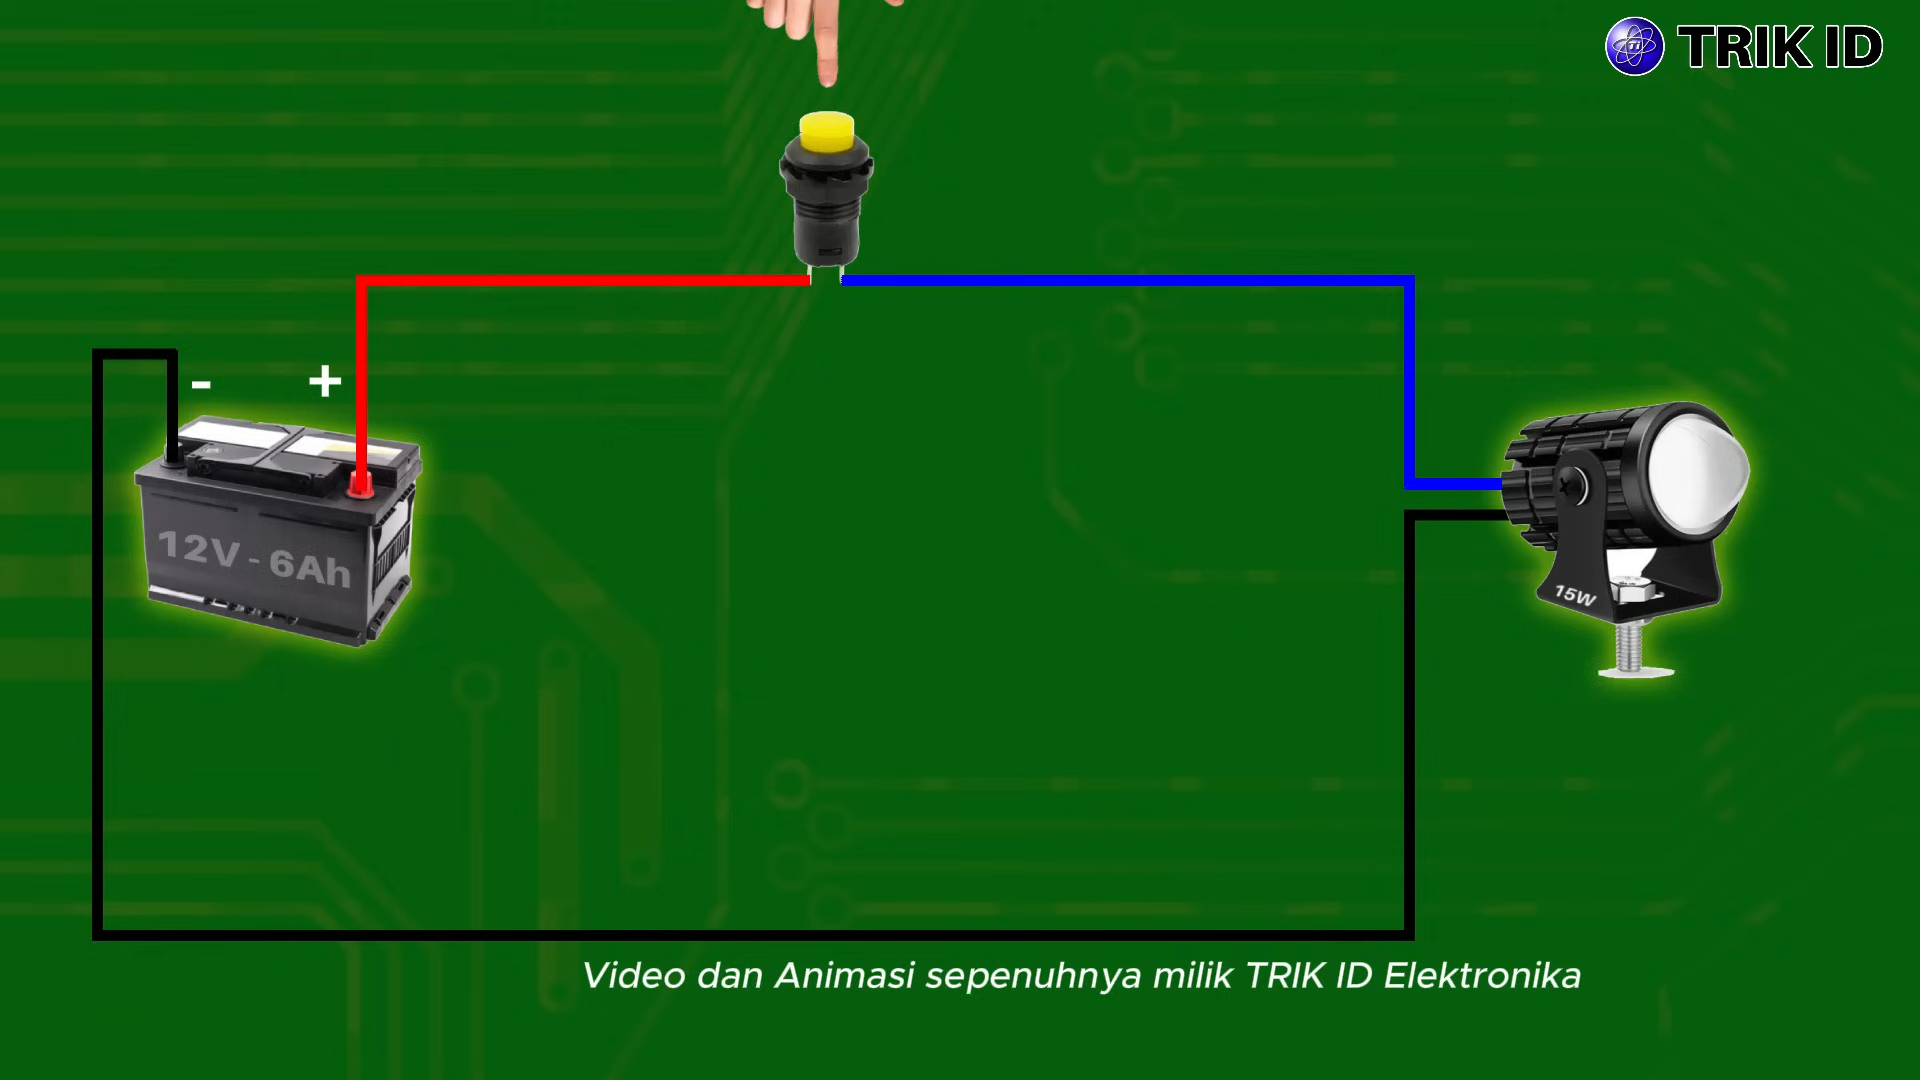 TRIK ID
- +
12V - 6Ah
15W
Video dan Animasi sepenuhnya milik TRIK ID Elektronika